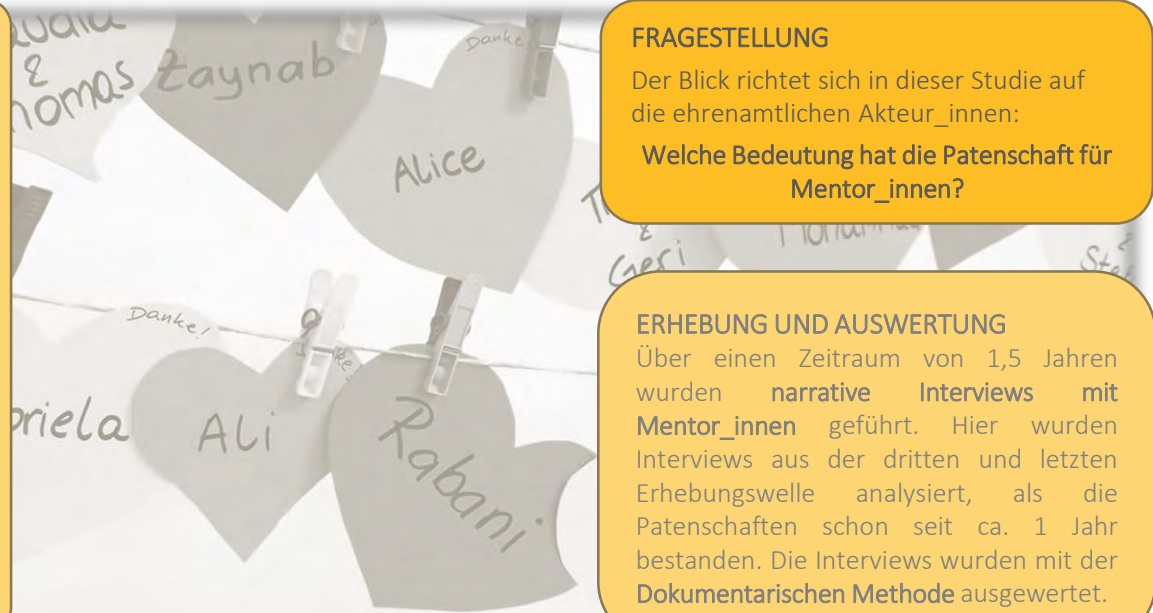 Zaynab
Danke
Alice
Geri
Danke!
Ali
Rabani
FRAGESTELLUNG
Der Blick richtet sich in dieser Studie auf
die ehrenamtlichen Akteur_innen:
Welche Bedeutung hat die Patenschaft für
Mentor_innen?
ERHEBUNG UND AUSWERTUNG
Über einen Zeitraum von 1,5 Jahren
wurden narrative Interviews mit
Mentor_innen geführt. Hier wurden
Interviews aus der dritten und letzten
Erhebungswelle analysiert, als die
Patenschaften schon seit ca. 1 Jahr
bestanden. Die Interviews wurden mit der
Dokumentarischen Methode ausgewertet.